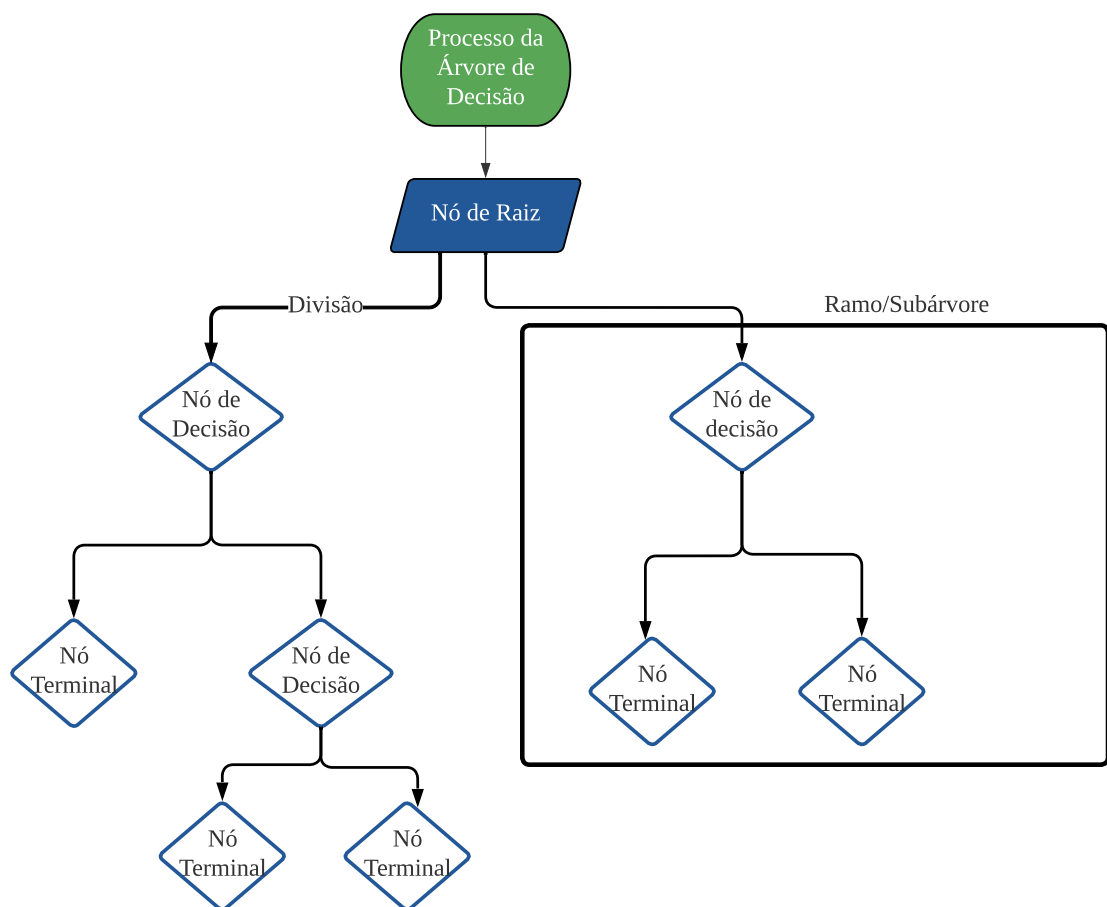 Processo da
Árvore de
Decisão
Nó de Raiz
Divisão
Ramo/Subárvore
Nó de
Decisão
Nó de
decisão
Nó
Terminal
Nó de
Decisão
Nó
Terminal
Nó
Terminal
Nó
Terminal
Nó
Terminal